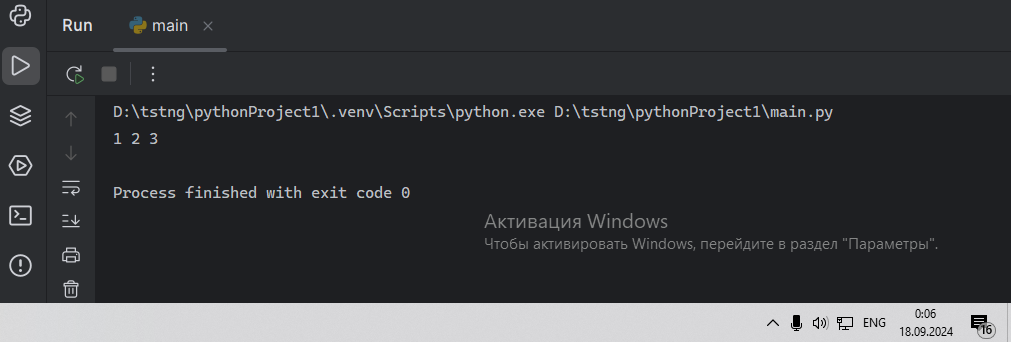 Run
main
D:\tstng\pythonProject1\.venv\Scripts\python.exe D:\tstng\pythonProject1\main.py
1 2 3
Process finished with exit code 0
Активация Windows
Чтобы активировать Windows, перейдите в раздел "Параметры".
ENG
0:06
18.09.2024
16